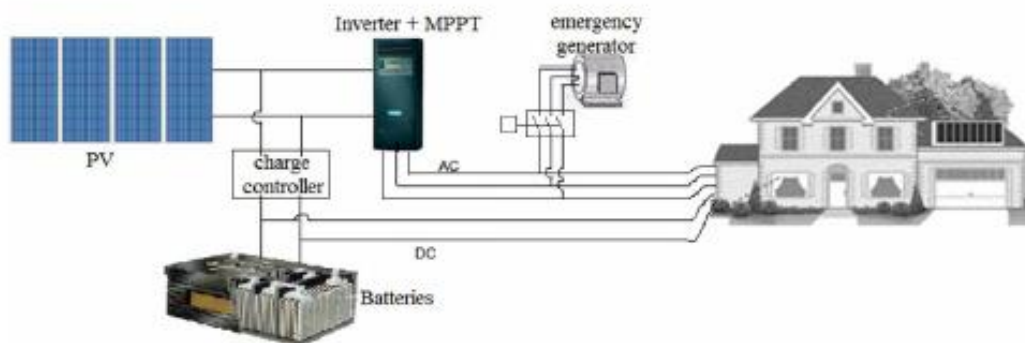 Inverter + MPPT
emergency
generator
PV
charge
controller
AC
DC
Batteries